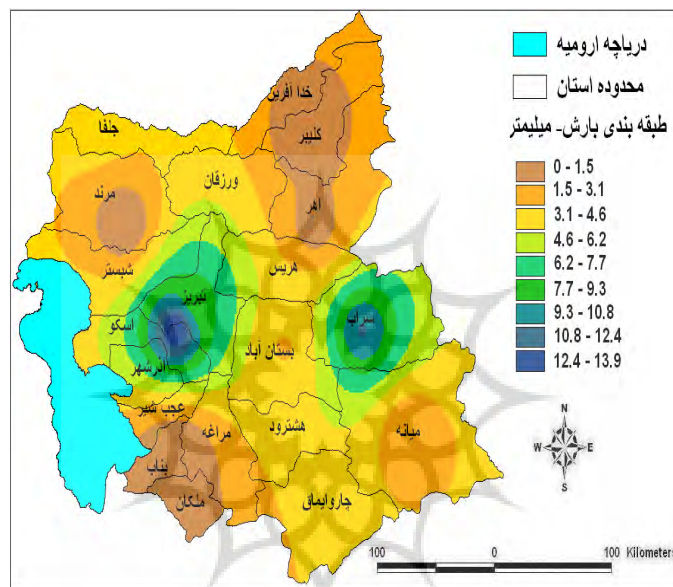 دریاچه ارومیه
محدوده استان
طبقه بندی بارش- میلیمتر
0 - 1.5
1.5 - 3.1
3.1 - 4.6
4.6 - 6.2
6.2 - 7.7
7.7 - 9.3
9.3 - 10.8
10.8 - 12.4
12.4 - 13.9
خدا آفرین
جلفا
کلیبر
مرند
ورزقان
اهر
شبستر
هریس
تبریز
اسکو
سراب
بستان آباد
آذرشهر
عجب شیر
مراغه
هشترود
میانه
بناب
ملکان
چاراویماق
N
W
E
S
100
0
100 Kilometers